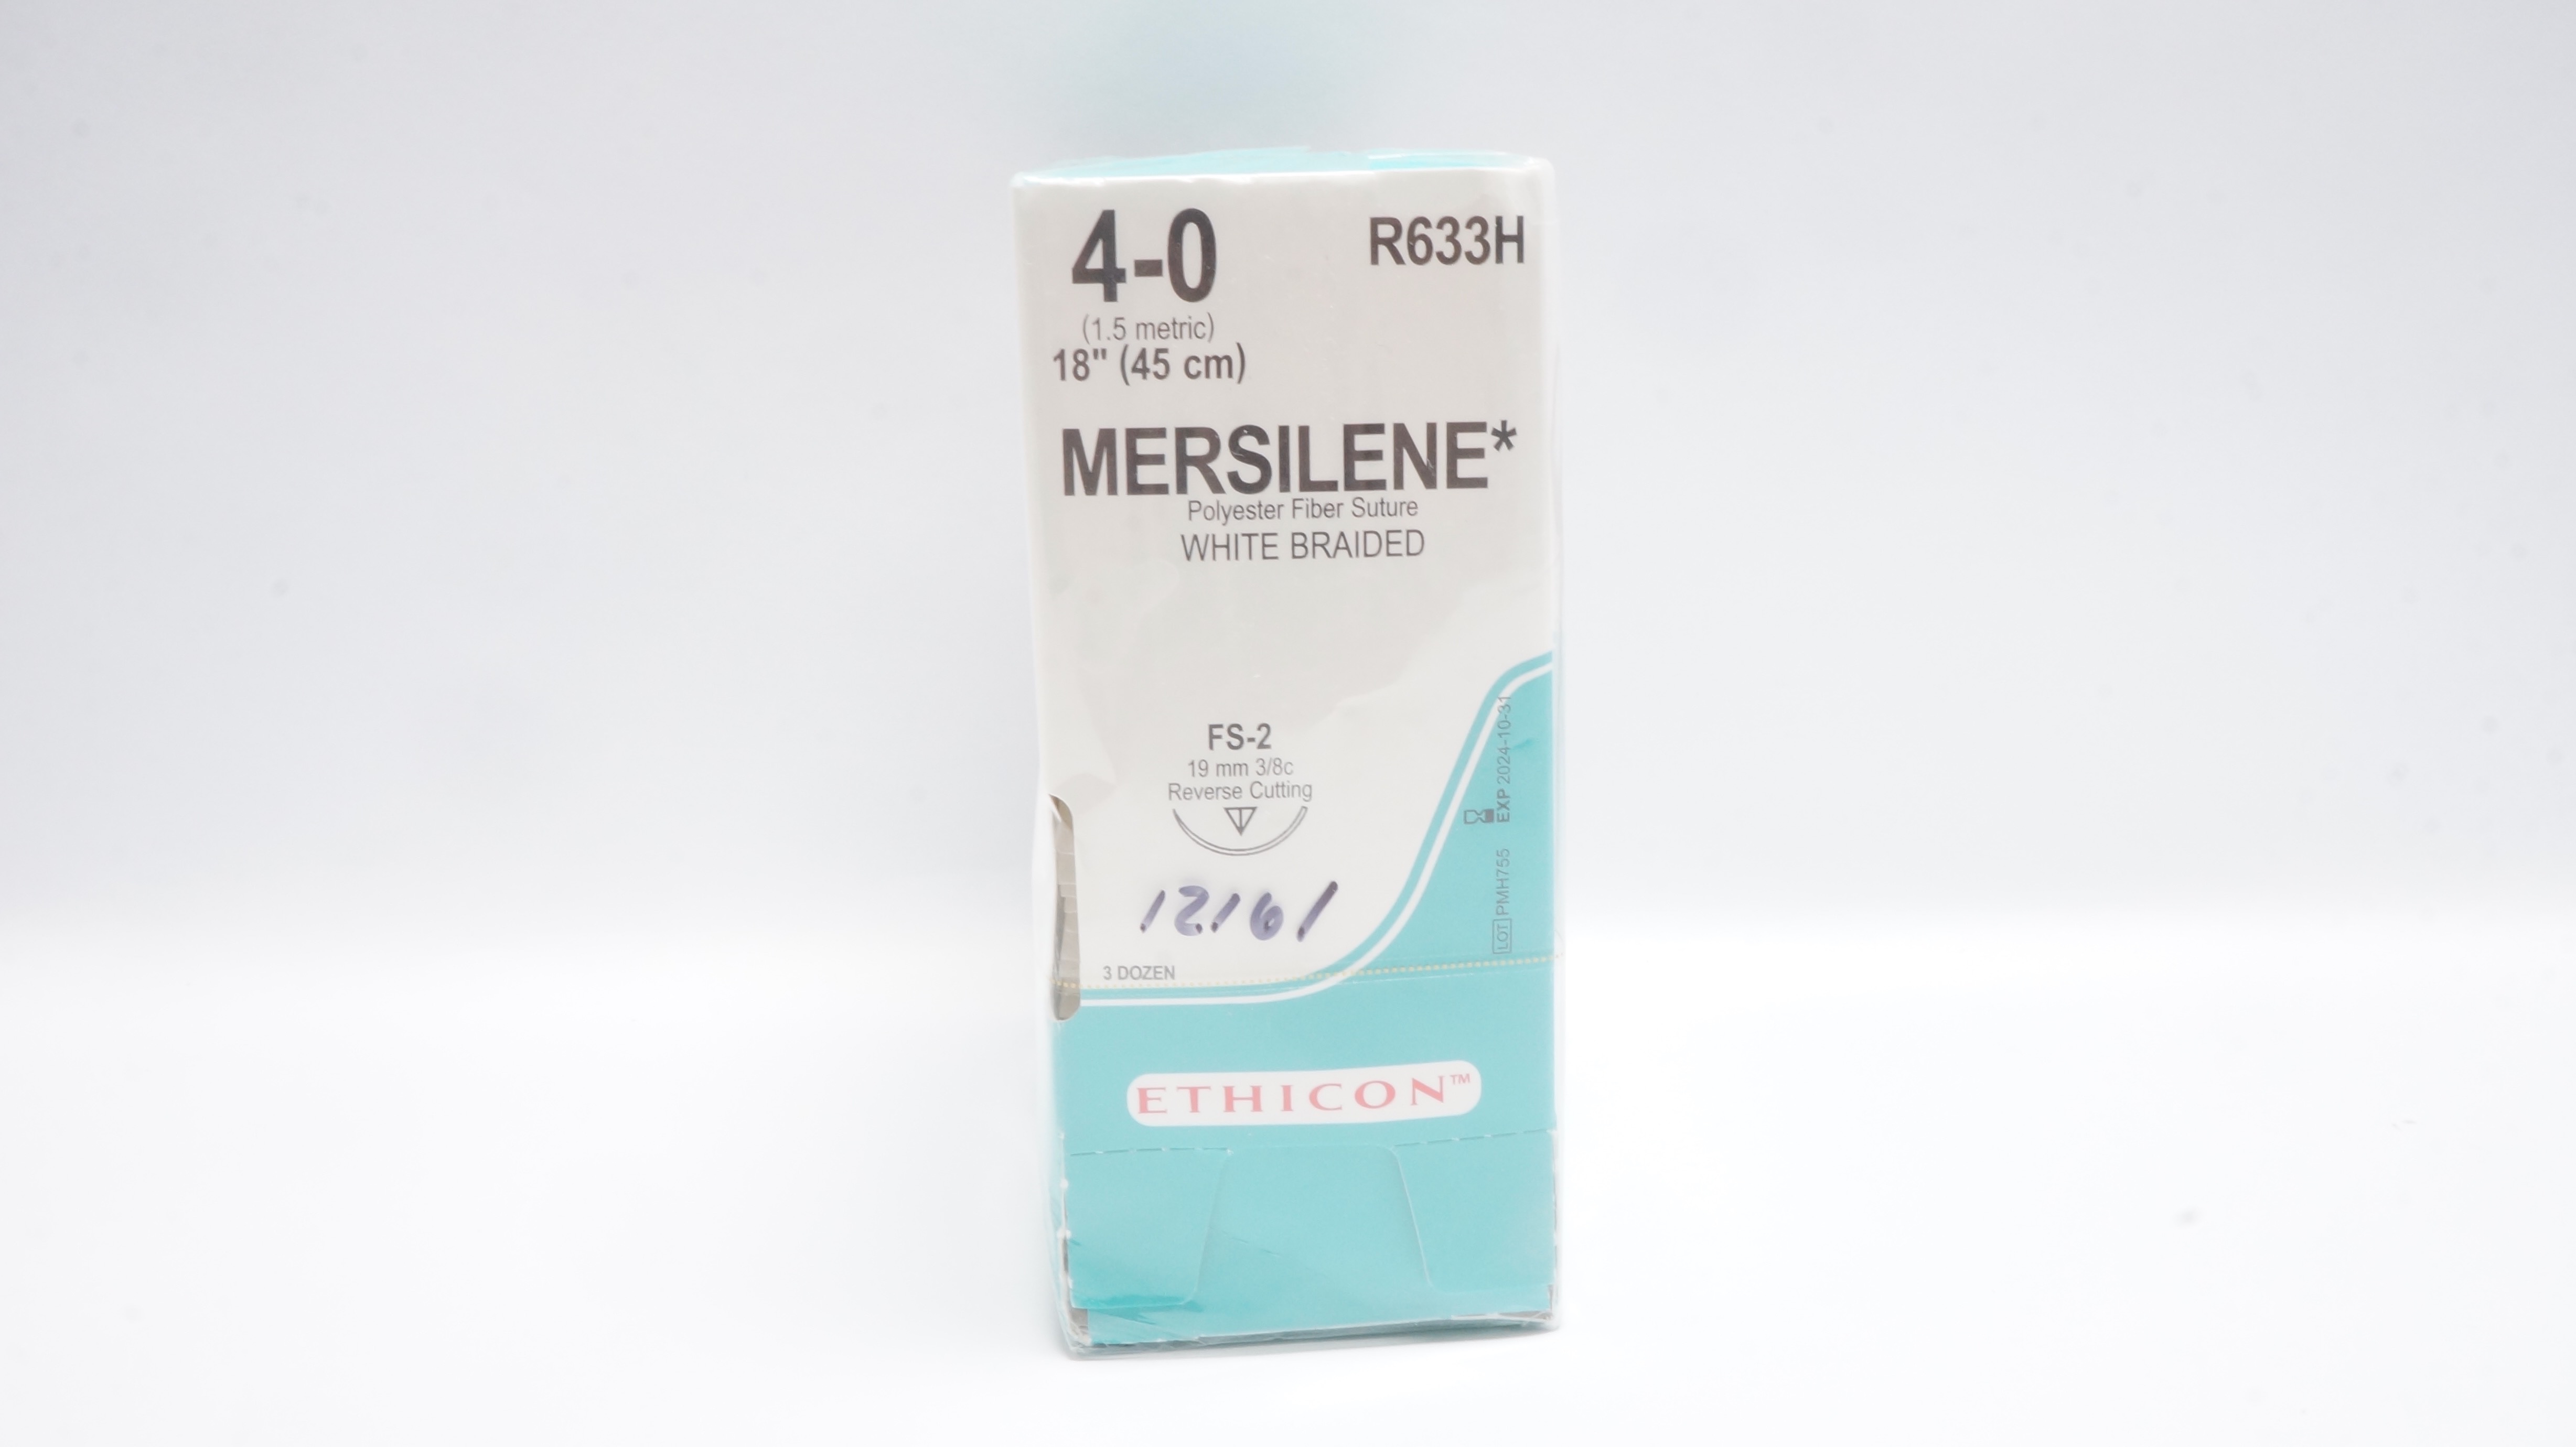 4-0
R633H
(1.5 metric)
18" (45 cm)
MERSILENE*
Polyester Fiber Suture
WHITE BRAIDED
FS-2
19 mm 3/8c
Reverse Cutting
12161
3 DOZEN
LOT PMH755 EXP 2024-10-31
ETHICON™